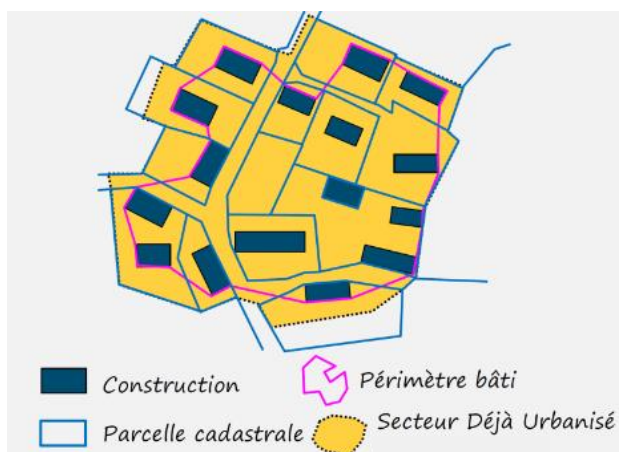 Construction
Périmètre bâti
Parcelle cadastrale
Secteur Déjà Urbanisé